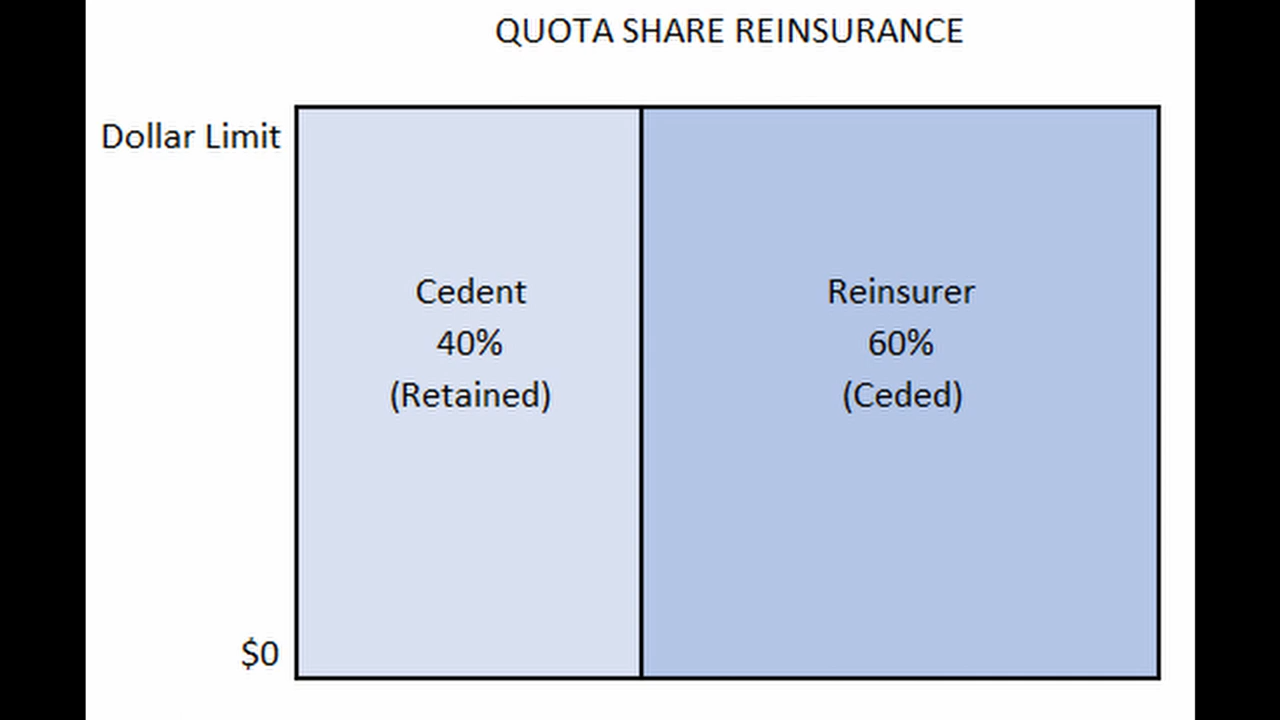 QUOTA SHARE REINSURANCE
Dollar Limit
Cedent
40%
(Retained)
Reinsurer
60%
(Ceded)
$0